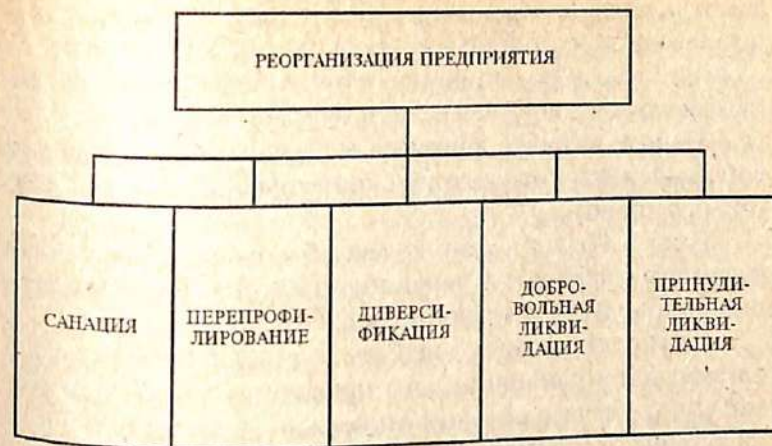 РЕОРГАНИЗАЦИЯ ПРЕДПРИЯТИЯ
САНАЦИЯ
ПЕРЕПРОФИ-
ЛИРОВАНИЕ
ДИВЕРСИ-
ФИКАЦИЯ
ДОБРО-
ВОЛЬНАЯ
ЛИКВИ-
ДАЦИЯ
ПРИНУДИ-
ТЕЛЬНАЯ
ЛИКВИ-
ДАЦИЯ